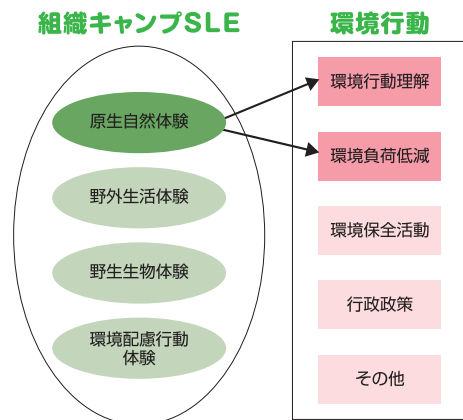 組織キャンプSLE
環境行動
原生自然体験
野外生活体験
野生生物体験
環境配慮行動
体験
環境行動理解
環境負荷低減
環境保全活動
行政政策
その他